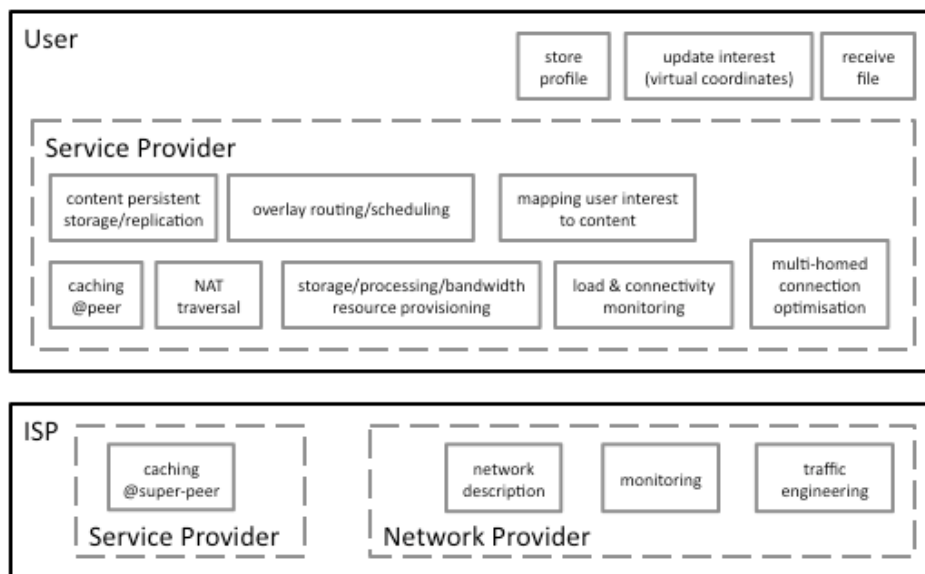 User
store
profile
update interest
(virtual coordinates)
receive
file
Service Provider
content persistent
storage/replication
overlay routing/scheduling
mapping user interest
to content
caching
@peer
NAT
traversal
storage/processing/bandwidth
resource provisioning
load & connectivity
monitoring
multi-homed
connection
optimisation
ISP
caching
@super-peer
Service Provider
network
description
monitoring
traffic
engineering
Network Provider